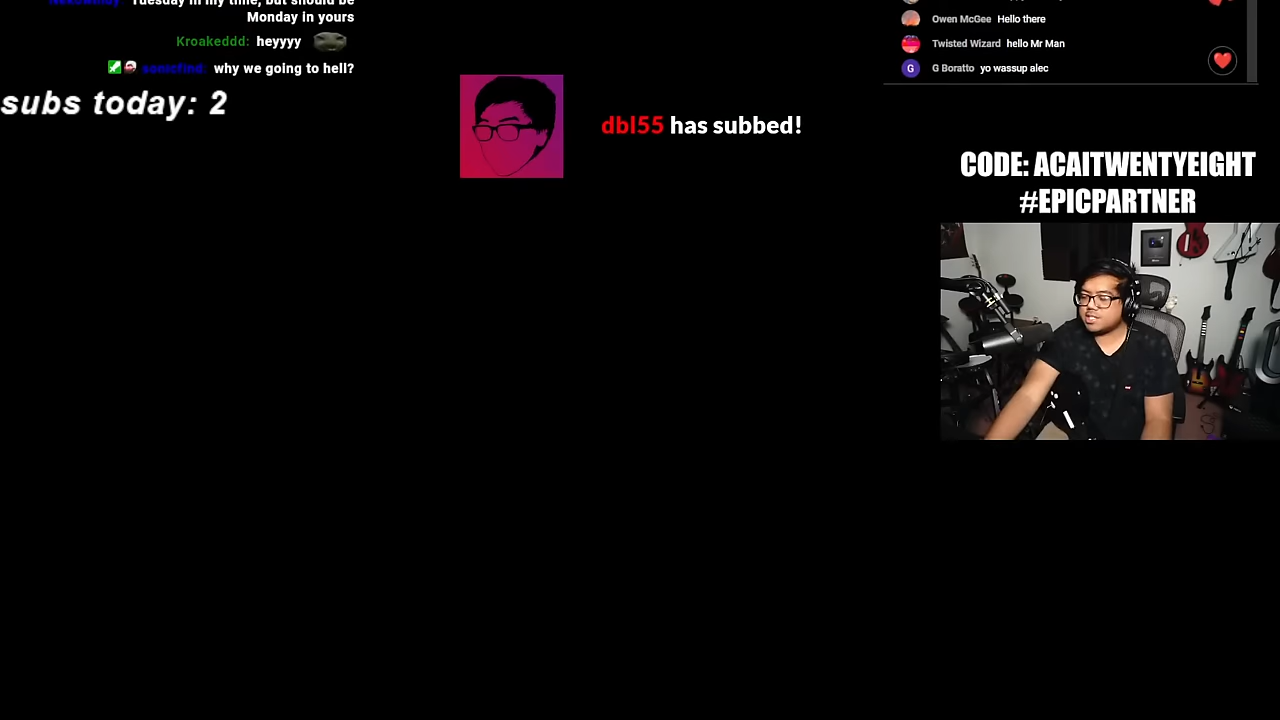 Tuesday in my time, but should be
Monday in yours
Kroakeddd: heyyyy
sonicfind: why we going to hell?
subs today: 2
dbl55 has subbed!
Owen McGee Hello there
Twisted Wizard hello Mr Man
G Boratto yo wassup alec
G
CODE: ACAITWENTYEIGHT
#EPICPARTNER